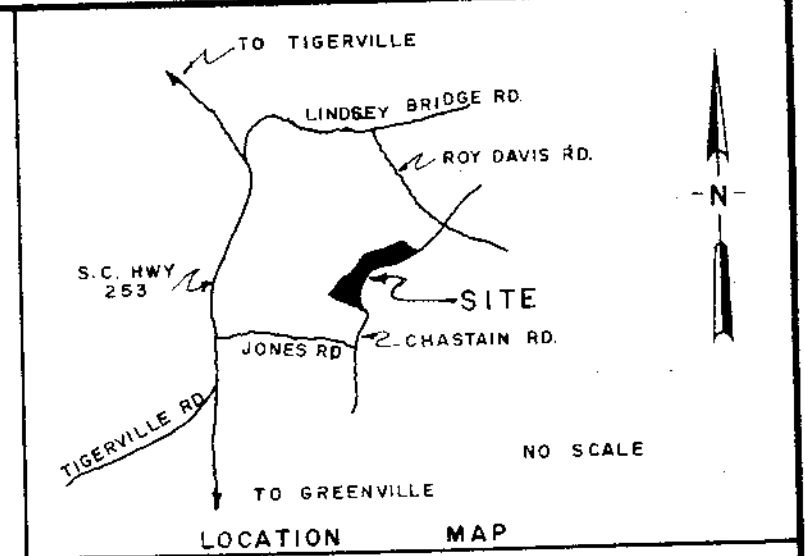 TO TIGERVILLE
LINDSEY BRIDGE RD.
ROY DAVIS RD.
-N-
S.C. HWY
253
SITE
JONES RD
CHASTAIN RD.
TIGERVILLE RD
NO SCALE
TO GREENVILLE
LOCATION MAP